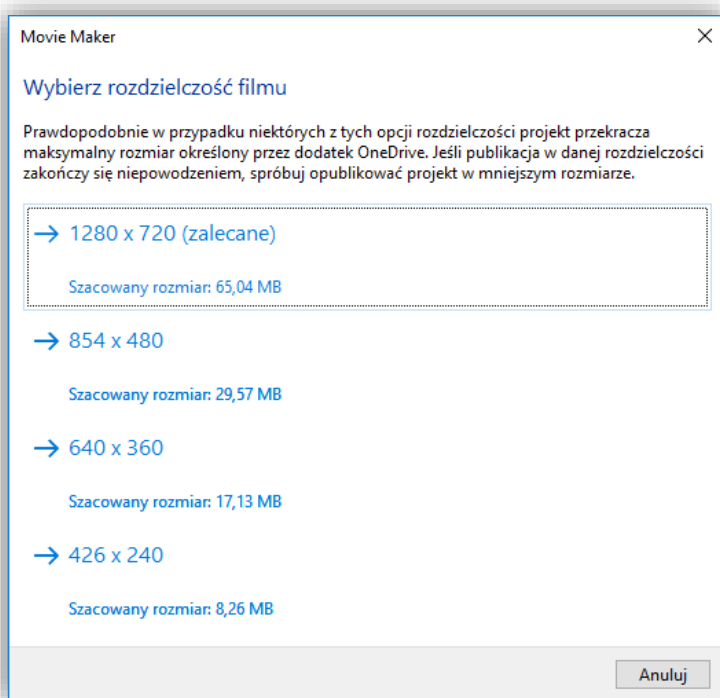 Movie Maker
Wybierz rozdzielczość filmu
Prawdopodobnie w przypadku niektórych z tych opcji rozdzielczości projekt przekracza
maksymalny rozmiar określony przez dodatek OneDrive. Jeśli publikacja w danej rozdzielczości
zakończy się niepowodzeniem, spróbuj opublikować projekt w mniejszym rozmiarze.
1280 x 720 (zalecane)
Szacowany rozmiar: 65,04 MB
854 x 480
Szacowany rozmiar: 29,57 MB
640 x 360
Szacowany rozmiar: 17,13 MB
426 x 240
Szacowany rozmiar: 8,26 MB
Anuluj